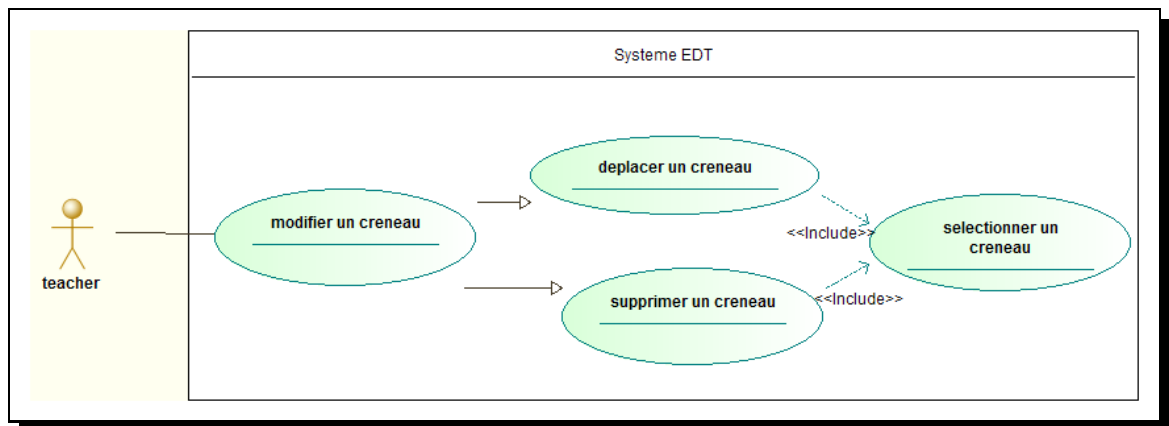 Systeme EDT
deplacer un creneau
modifier un creneau
<<Include>>
selectionner un
creneau
teacher
supprimer un creneau
<<Include>>